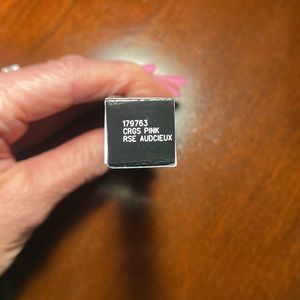 179763
CRGS PINK
RSE AUDCIEUX